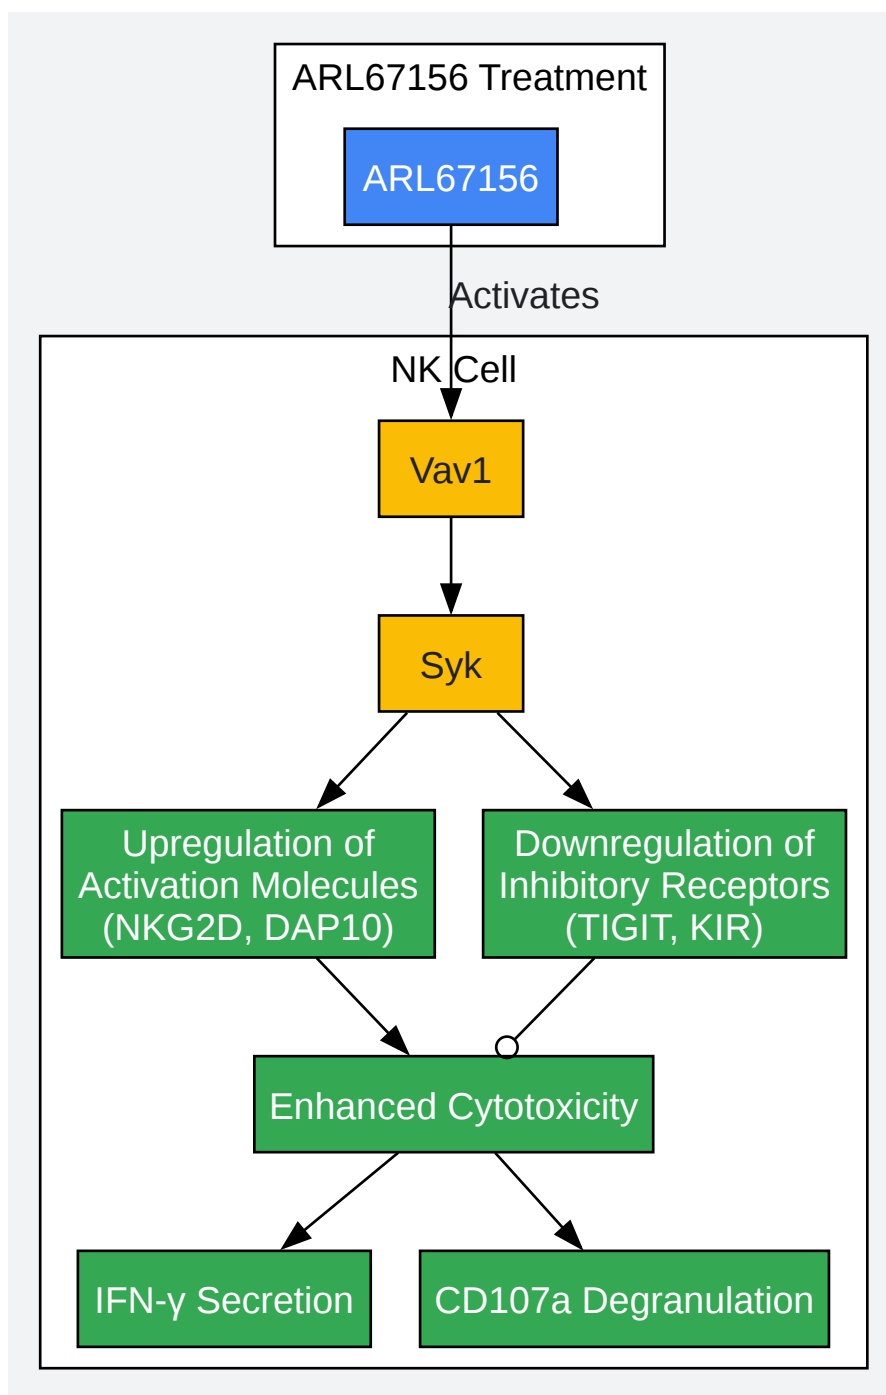 ARL67156 Treatment
ARL67156
Activates
NK Cell
Vav1
Syk
Upregulation of
Activation Molecules
(NKG2D, DAP10)
Downregulation of
Inhibitory Receptors
(TIGIT, KIR)
Enhanced Cytotoxicity
IFN-γ Secretion
CD107a Degranulation